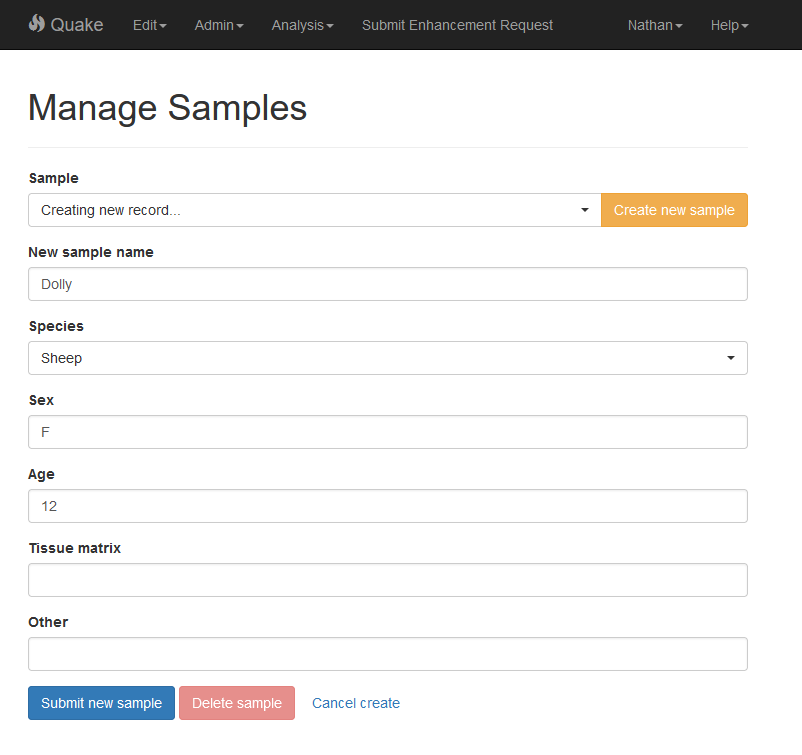 Quake Edit Admin Analysis Submit Enhancement Request Nathan Help
Manage Samples
Sample
Creating new record... Create new sample
New sample name
Dolly
Species
Sheep
Sex
F
Age
12
Tissue matrix
Other
Submit new sample Delete sample Cancel create